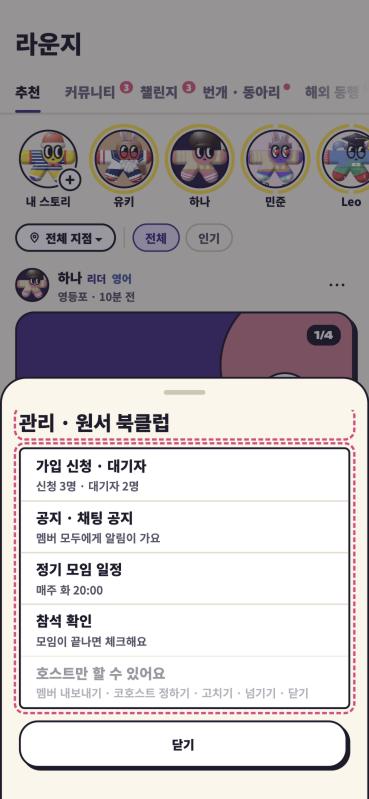 라운지
추천 커뮤니티 3 챌린지 3 번개 · 동아리 해외 동행
내 스토리 유키 하나 민준 Leo
전체 지점 전체 인기
하나 리더 영어
영등포 · 10분 전
1/4
관리 · 원서 북클럽
가입 신청 · 대기자
신청 3명 · 대기자 2명
공지 · 채팅 공지
멤버 모두에게 알림이 가요
정기 모임 일정
매주 화 20:00
참석 확인
모임이 끝나면 체크해요
호스트만 할 수 있어요
멤버 내보내기 · 코호스트 정하기 · 고치기 · 넘기기 · 닫기
닫기